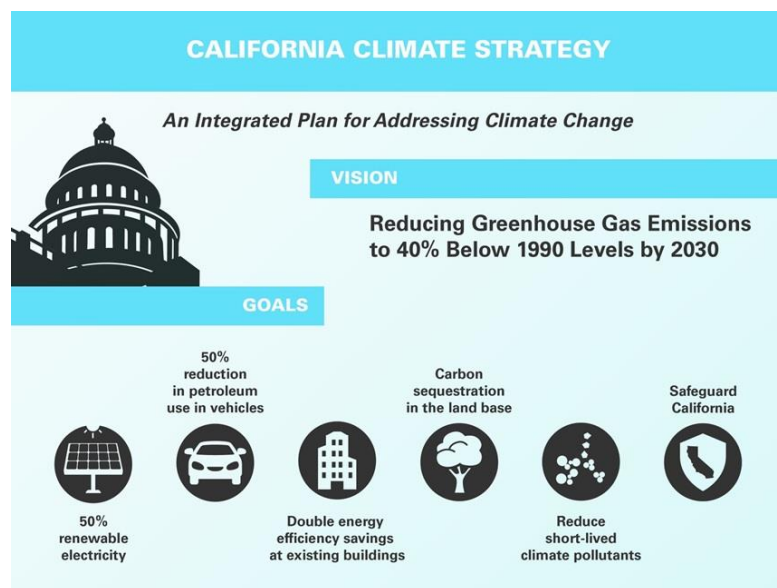 CALIFORNIA CLIMATE STRATEGY
An Integrated Plan for Addressing Climate Change
VISION
Reducing Greenhouse Gas Emissions
to 40% Below 1990 Levels by 2030
GOALS
50%
renewable
electricity
50%
reduction
in petroleum
use in vehicles
Double energy
efficiency savings
at existing buildings
Carbon
sequestration
in the land base
Reduce
short-lived
climate pollutants
Safeguard
California